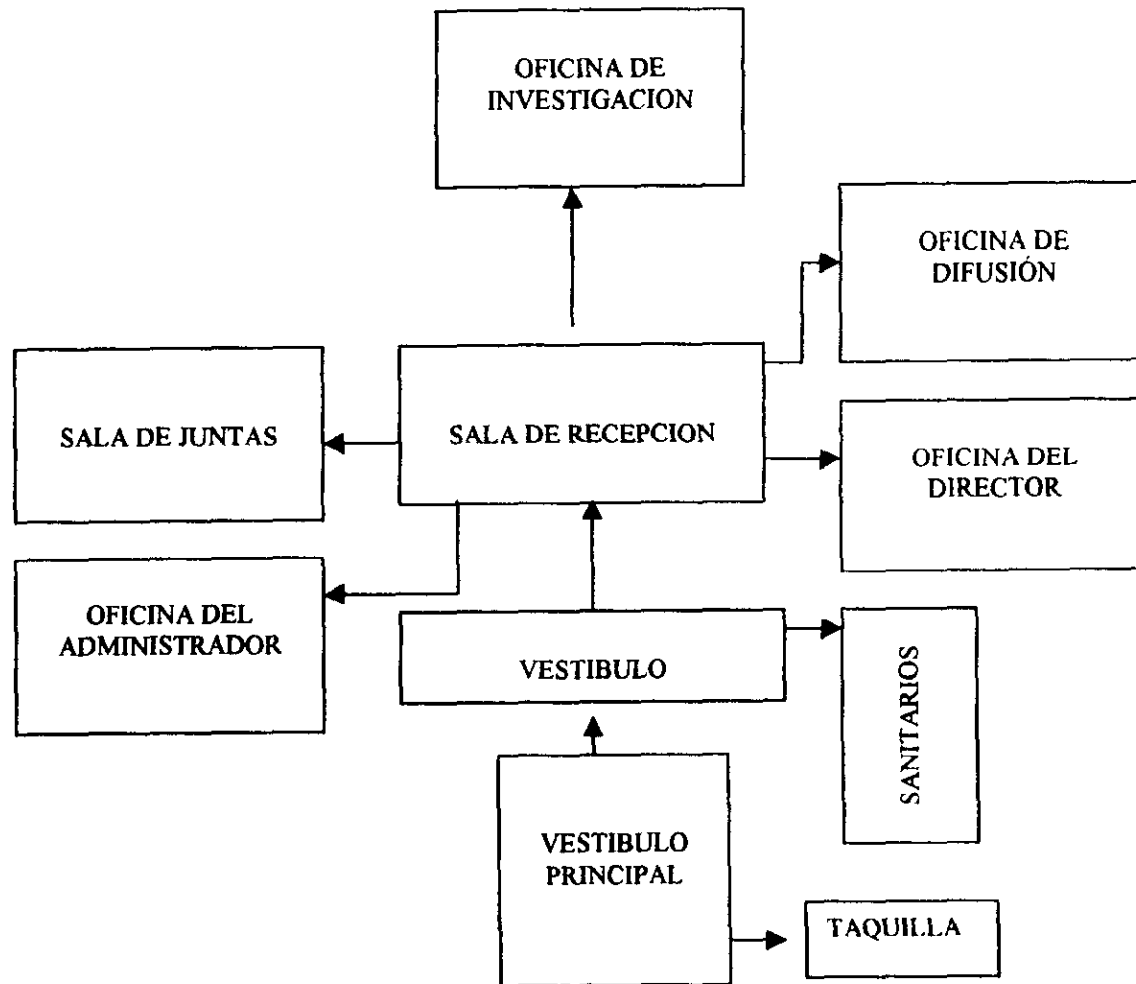 OFICINA DE
INVESTIGACION
OFICINA DE
DIFUSIÓN
SALA DE JUNTAS
SALA DE RECEPCION
OFICINA DEL
DIRECTOR
OFICINA DEL
ADMINISTRADOR
VESTIBULO
SANITARIOS
VESTIBULO
PRINCIPAL
TAQUILLA